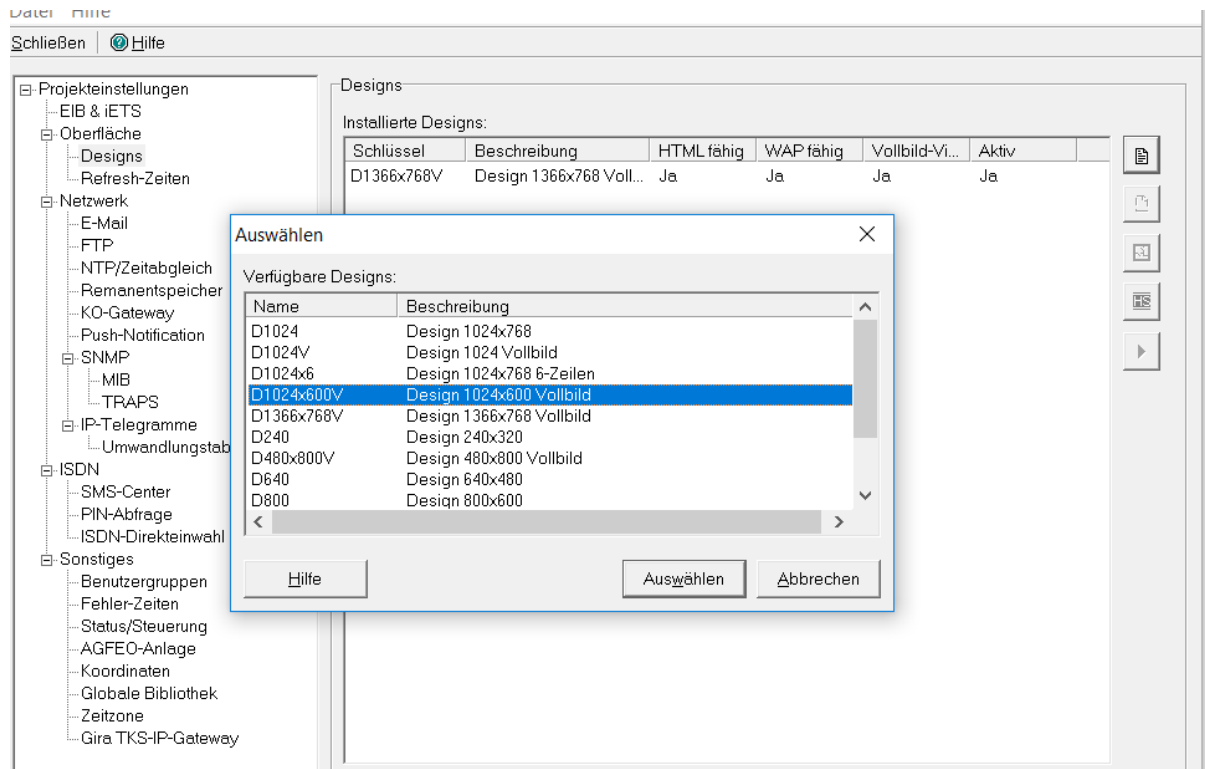 Datei Hilfe
Schließen Hilfe
Projekteinstellungen
EIB & iETS
Oberfläche
Designs
Refresh-Zeiten
Netzwerk
E-Mail
FTP
NTP/Zeitabgleich
Remanentspeicher
KO-Gateway
Push-Notification
SNMP
MIB
TRAPS
IP-Telegramme
Umwandlungstab
ISDN
SMS-Center
PIN-Abfrage
ISDN-Direkteinwahl
Sonstiges
Benutzergruppen
Fehler-Zeiten
Status/Steuerung
AGFEO-Anlage
Koordinaten
Globale Bibliothek
Zeitzone
Gira TKS-IP-Gateway
Designs
Installierte Designs:
Schlüssel Beschreibung HTML fähig WAP fähig Vollbild-Vi... Aktiv
D1366x768V Design 1366x768 Voll... Ja Ja Ja Ja
HS
Auswählen
Verfügbare Designs:
Name Beschreibung
D1024 Design 1024x768
D1024V Design 1024 Vollbild
D1024x6 Design 1024x768 6-Zeilen
D1024x600V Design 1024x600 Vollbild
D1366x768V Design 1366x768 Vollbild
D240 Design 240x320
D480x800V Design 480x800 Vollbild
D640 Design 640x480
D800 Design 800x600
Hilfe Auswählen Abbrechen